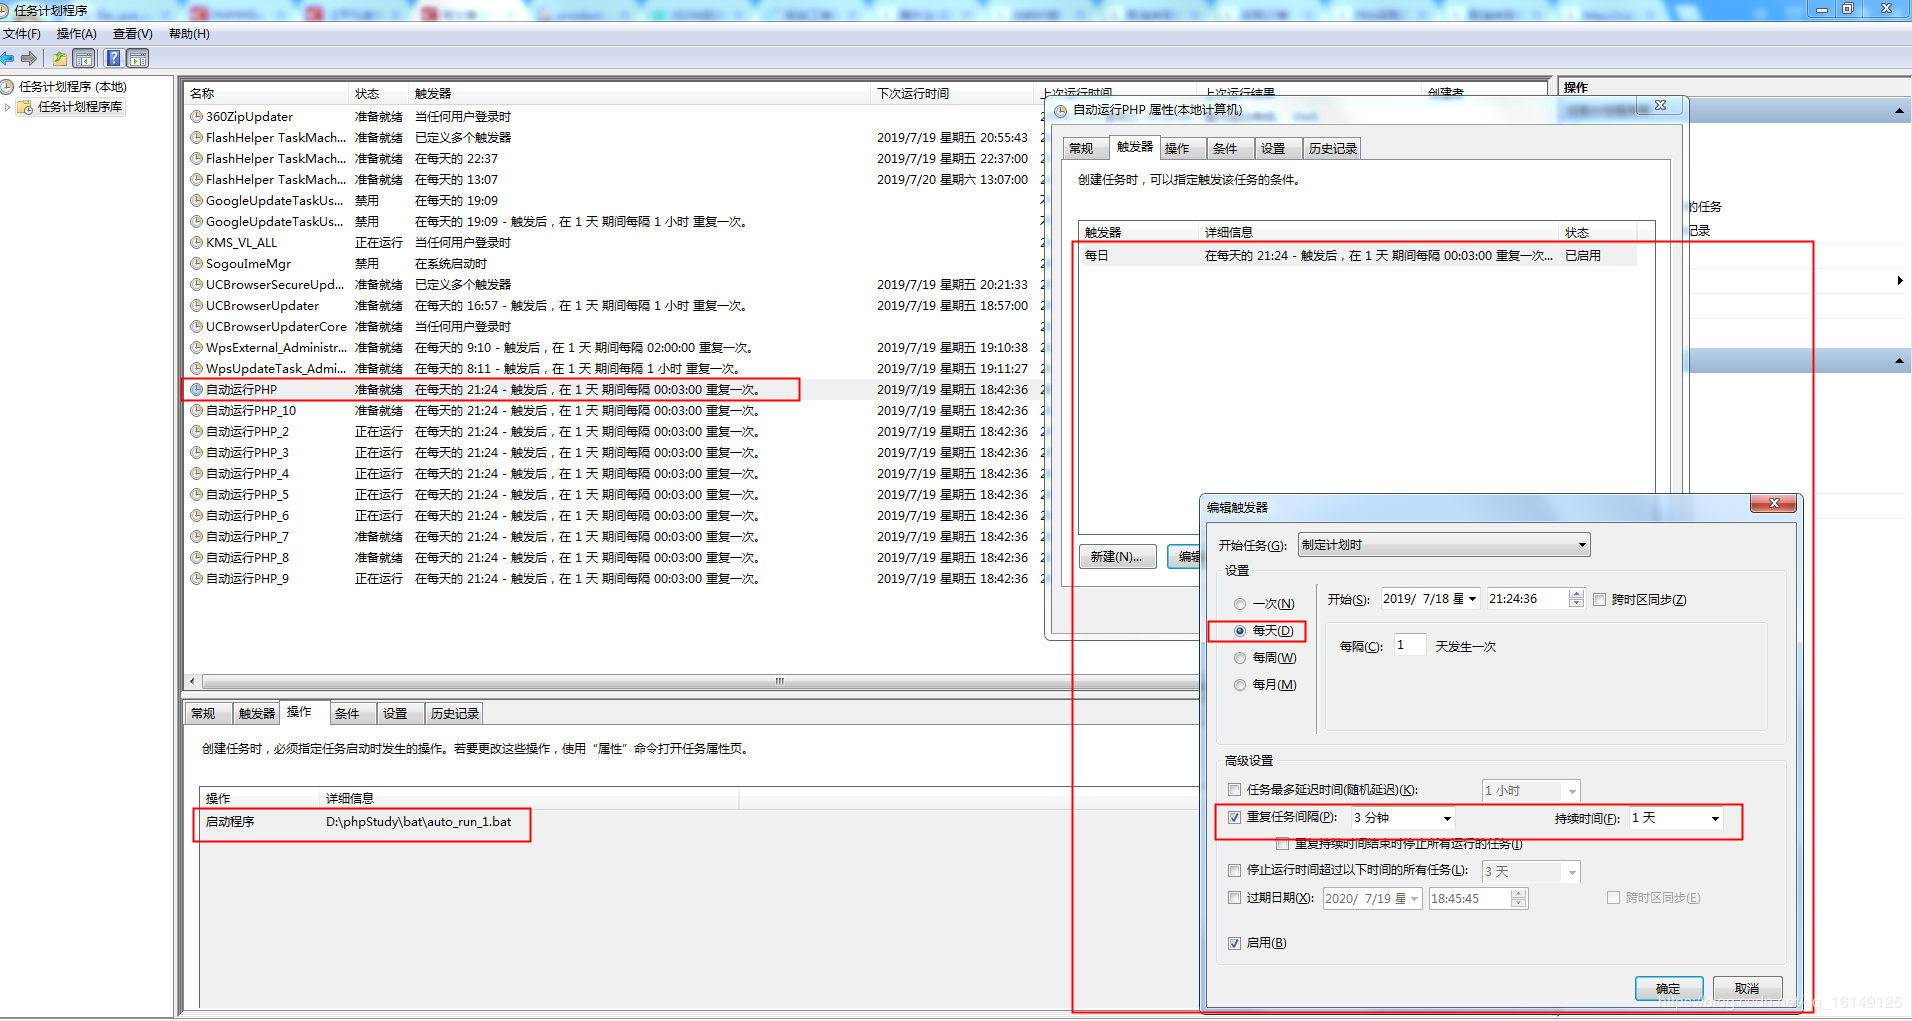 任务计划程序
文件(F) 操作(A) 查看(V) 帮助(H)
任务计划程序 (本地)
任务计划程序库
名称 状态 触发器 下次运行时间 上次运行时间 上次运行结果 创建者
360ZipUpdater 准备就绪 当任何用户登录时
FlashHelper TaskMach... 准备就绪 已定义多个触发器 2019/7/19 星期五 20:55:43
FlashHelper TaskMach... 准备就绪 在每天的 22:37 2019/7/19 星期五 22:37:00
FlashHelper TaskMach... 准备就绪 在每天的 13:07 2019/7/20 星期六 13:07:00
GoogleUpdateTaskUs... 禁用 在每天的 19:09
GoogleUpdateTaskUs... 禁用 在每天的 19:09 - 触发后，在 1 天 期间每隔 1 小时 重复一次。
KMS_VL_ALL 正在运行 当任何用户登录时
SogouImeMgr 禁用 在系统启动时
UCBrowserSecureUpd... 准备就绪 已定义多个触发器 2019/7/19 星期五 20:21:33
UCBrowserUpdater 准备就绪 在每天的 16:57 - 触发后，在 1 天 期间每隔 1 小时 重复一次。 2019/7/19 星期五 18:57:00
UCBrowserUpdaterCore 准备就绪 当任何用户登录时
WpsExternal_Administr... 准备就绪 在每天的 9:10 - 触发后，在 1 天 期间每隔 02:00:00 重复一次。 2019/7/19 星期五 19:10:38
WpsUpdateTask_Admi... 准备就绪 在每天的 8:11 - 触发后，在 1 天 期间每隔 1 小时 重复一次。 2019/7/19 星期五 19:11:27
自动运行PHP 准备就绪 在每天的 21:24 - 触发后，在 1 天 期间每隔 00:03:00 重复一次。 2019/7/19 星期五 18:42:36
自动运行PHP_10 准备就绪 在每天的 21:24 - 触发后，在 1 天 期间每隔 00:03:00 重复一次。 2019/7/19 星期五 18:42:36
自动运行PHP_2 正在运行 在每天的 21:24 - 触发后，在 1 天 期间每隔 00:03:00 重复一次。 2019/7/19 星期五 18:42:36
自动运行PHP_3 正在运行 在每天的 21:24 - 触发后，在 1 天 期间每隔 00:03:00 重复一次。 2019/7/19 星期五 18:42:36
自动运行PHP_4 正在运行 在每天的 21:24 - 触发后，在 1 天 期间每隔 00:03:00 重复一次。 2019/7/19 星期五 18:42:36
自动运行PHP_5 正在运行 在每天的 21:24 - 触发后，在 1 天 期间每隔 00:03:00 重复一次。 2019/7/19 星期五 18:42:36
自动运行PHP_6 正在运行 在每天的 21:24 - 触发后，在 1 天 期间每隔 00:03:00 重复一次。 2019/7/19 星期五 18:42:36
自动运行PHP_7 准备就绪 在每天的 21:24 - 触发后，在 1 天 期间每隔 00:03:00 重复一次。 2019/7/19 星期五 18:42:36
自动运行PHP_8 准备就绪 在每天的 21:24 - 触发后，在 1 天 期间每隔 00:03:00 重复一次。 2019/7/19 星期五 18:42:36
自动运行PHP_9 正在运行 在每天的 21:24 - 触发后，在 1 天 期间每隔 00:03:00 重复一次。 2019/7/19 星期五 18:42:36
常规 触发器 操作 条件 设置 历史记录
创建任务时，必须指定任务启动时发生的操作。若要更改这些操作，使用“属性”命令打开任务属性页。
操作 详细信息
启动程序 D:\phpStudy\bat\auto_run_1.bat
操作
的任务
记录
自动运行PHP 属性(本地计算机)
常规 触发器 操作 条件 设置 历史记录
创建任务时，可以指定触发该任务的条件。
触发器 详细信息 状态
每日 在每天的 21:24 - 触发后，在 1 天 期间每隔 00:03:00 重复一次... 已启用
新建(N)... 编辑
编辑触发器
开始任务(G): 制定计划时
设置
一次(N)
每天(D)
每周(W)
每月(M)
开始(S): 2019/ 7/18 星 21:24:36 跨时区同步(Z)
每隔(C): 1 天发生一次
高级设置
任务最多延迟时间(随机延迟)(K): 1 小时
重复任务间隔(P): 3 分钟 持续时间(F): 1 天
重复持续时间结束时停止所有运行的任务(I)
停止运行时间超过以下时间的所有任务(L): 3 天
过期日期(X): 2020/ 7/19 星 18:45:45 跨时区同步(E)
启用(B)
确定 取消
https://blog.csdn.net/qq_16149125